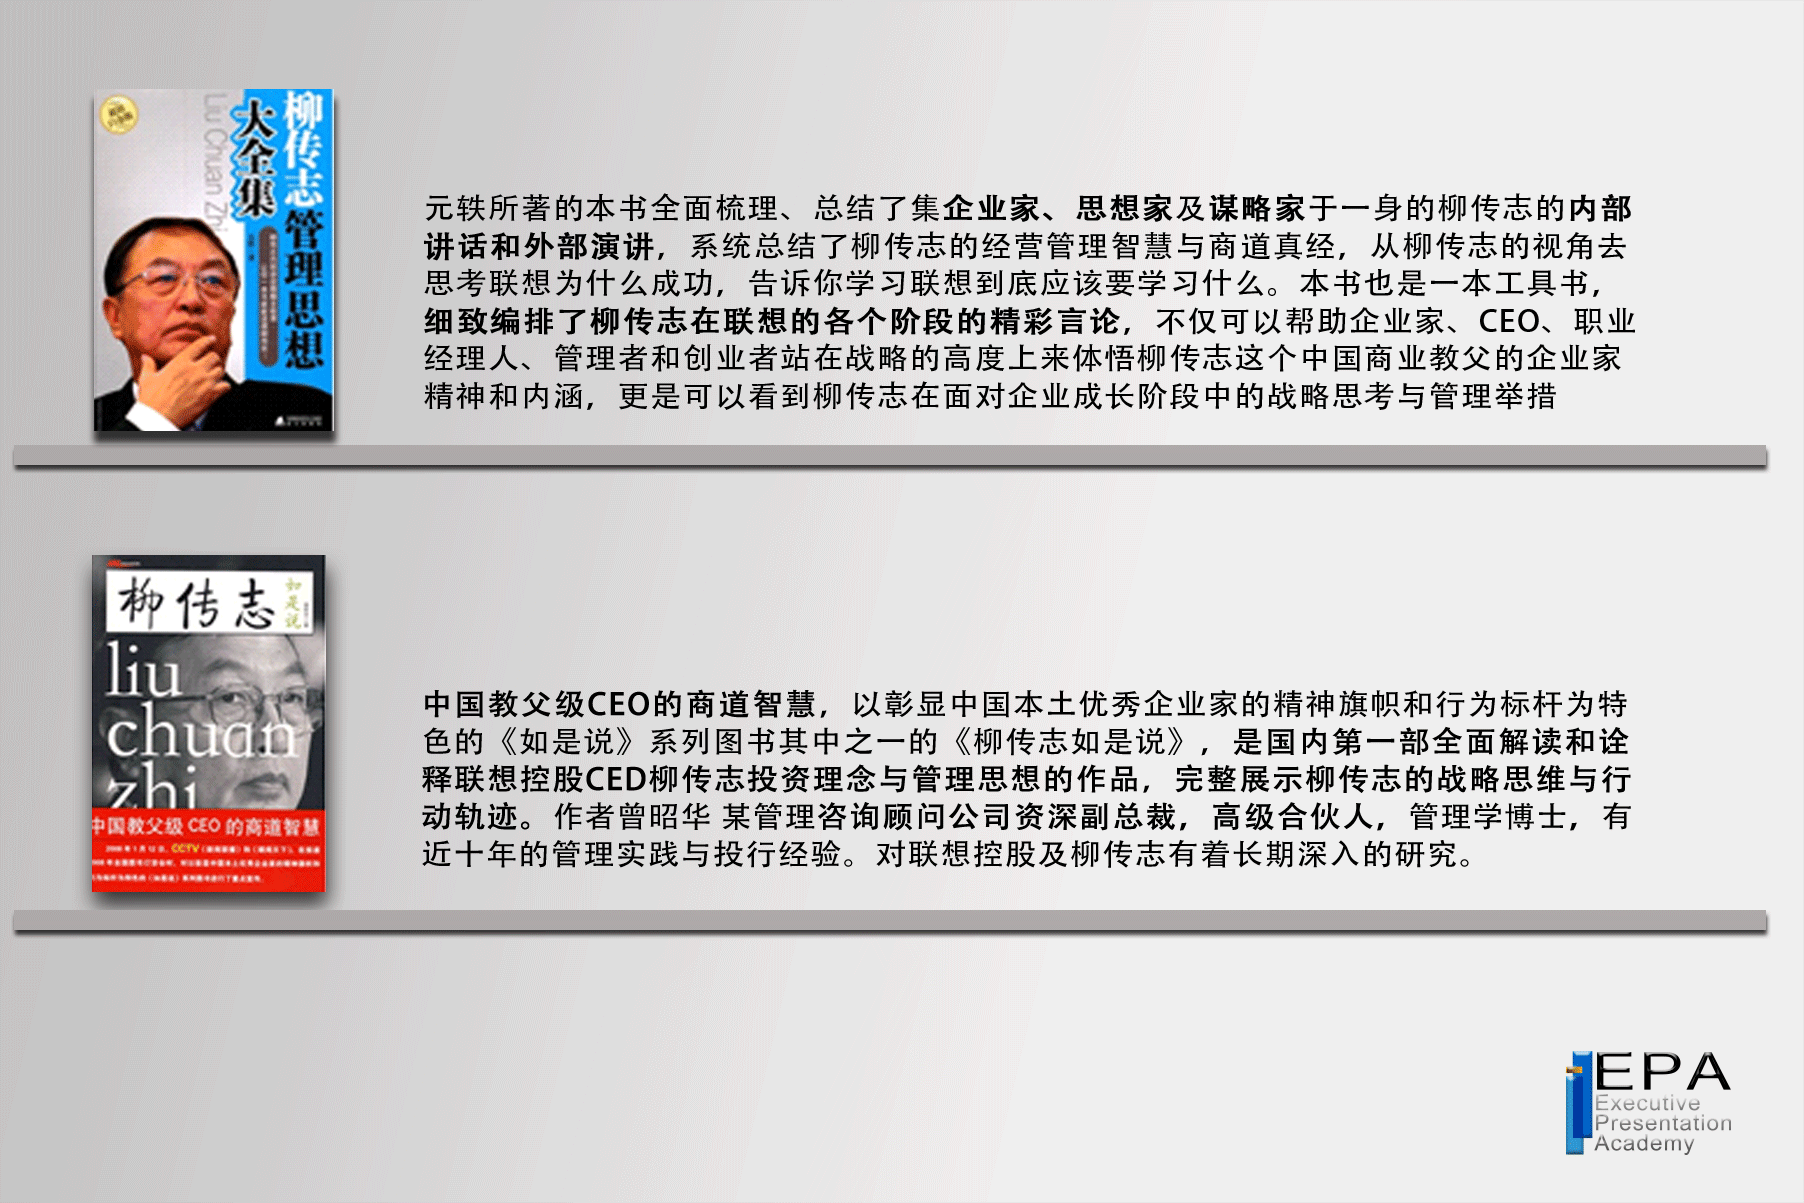 柳传志管理思想
大全集
Liu Chuan Zhi
元轶所著的本书全面梳理、总结了集企业家、思想家及谋略家于一身的柳传志的内部
讲话和外部演讲，系统总结了柳传志的经营管理智慧与商道真经，从柳传志的视角去
思考联想为什么成功，告诉你学习联想到底应该要学习什么。本书也是一本工具书，
细致编排了柳传志在联想的各个阶段的精彩言论，不仅可以帮助企业家、CEO、职业
经理人、管理者和创业者站在战略的高度上来体悟柳传志这个中国商业教父的企业家
精神和内涵，更是可以看到柳传志在面对企业成长阶段中的战略思考与管理举措
柳传志
如是说
liu
chuan
zhi
中国教父级 CEO 的商道智慧
中国教父级CEO的商道智慧，以彰显中国本土优秀企业家的精神旗帜和行为标杆为特
色的《如是说》系列图书其中之一的《柳传志如是说》，是国内第一部全面解读和诠
释联想控股CED柳传志投资理念与管理思想的作品，完整展示柳传志的战略思维与行
动轨迹。作者曾昭华 某管理咨询顾问公司资深副总裁，高级合伙人，管理学博士，有
近十年的管理实践与投行经验。对联想控股及柳传志有着长期深入的研究。
EPA
Executive
Presentation
Academy